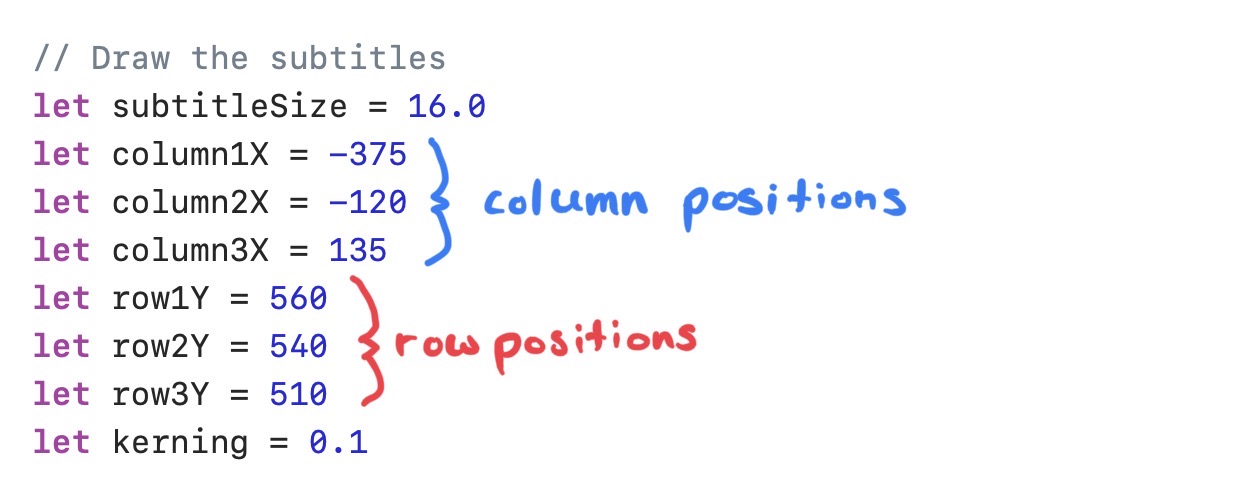 // Draw the subtitles
let subtitleSize = 16.0
let column1X = -375
let column2X = -120
column positions
let column3X = 135
let row1Y = 560
let row2Y = 540
row positions
let row3Y = 510
let kerning = 0.1